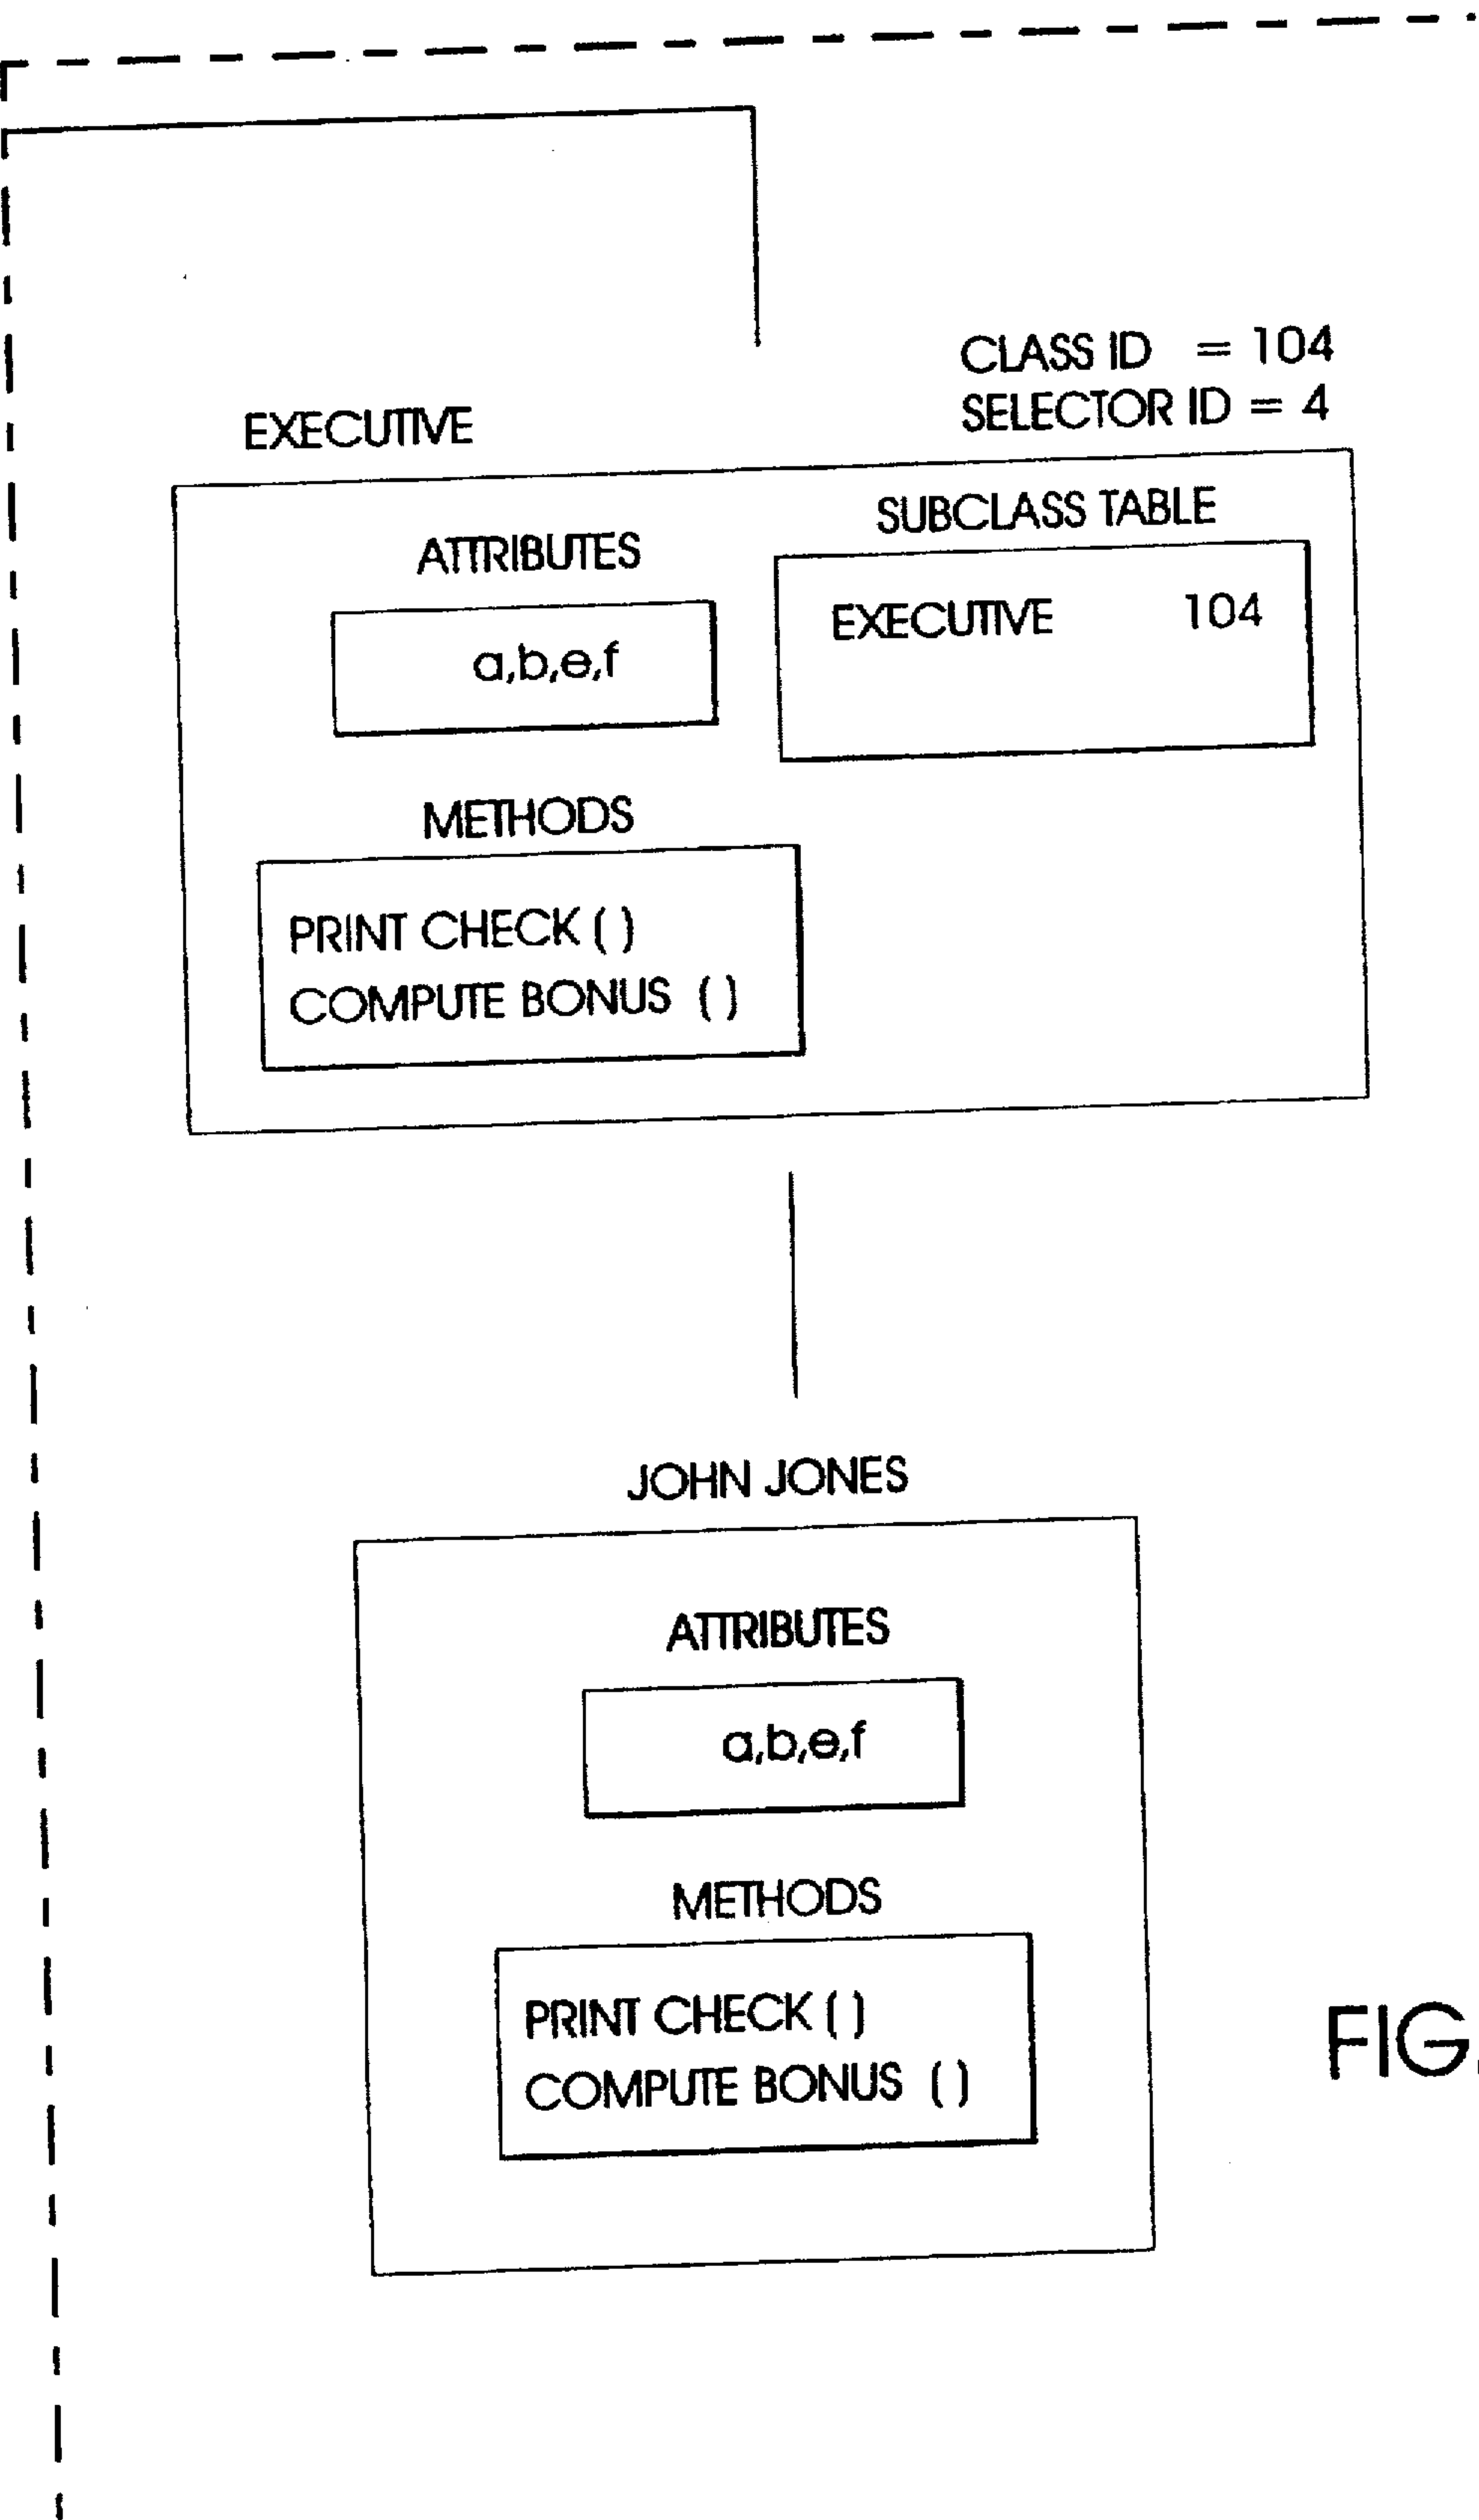 CLASS ID = 104
SELECTOR ID = 4
EXECUTIVE
SUBCLASS TABLE
ATTRIBUTES
EXECUTIVE 104
a,b,e,f
METHODS
PRINT CHECK ( )
COMPUTE BONUS ( )
JOHN JONES
ATTRIBUTES
a,b,e,f
METHODS
PRINT CHECK ( )
COMPUTE BONUS ( )
FIG.